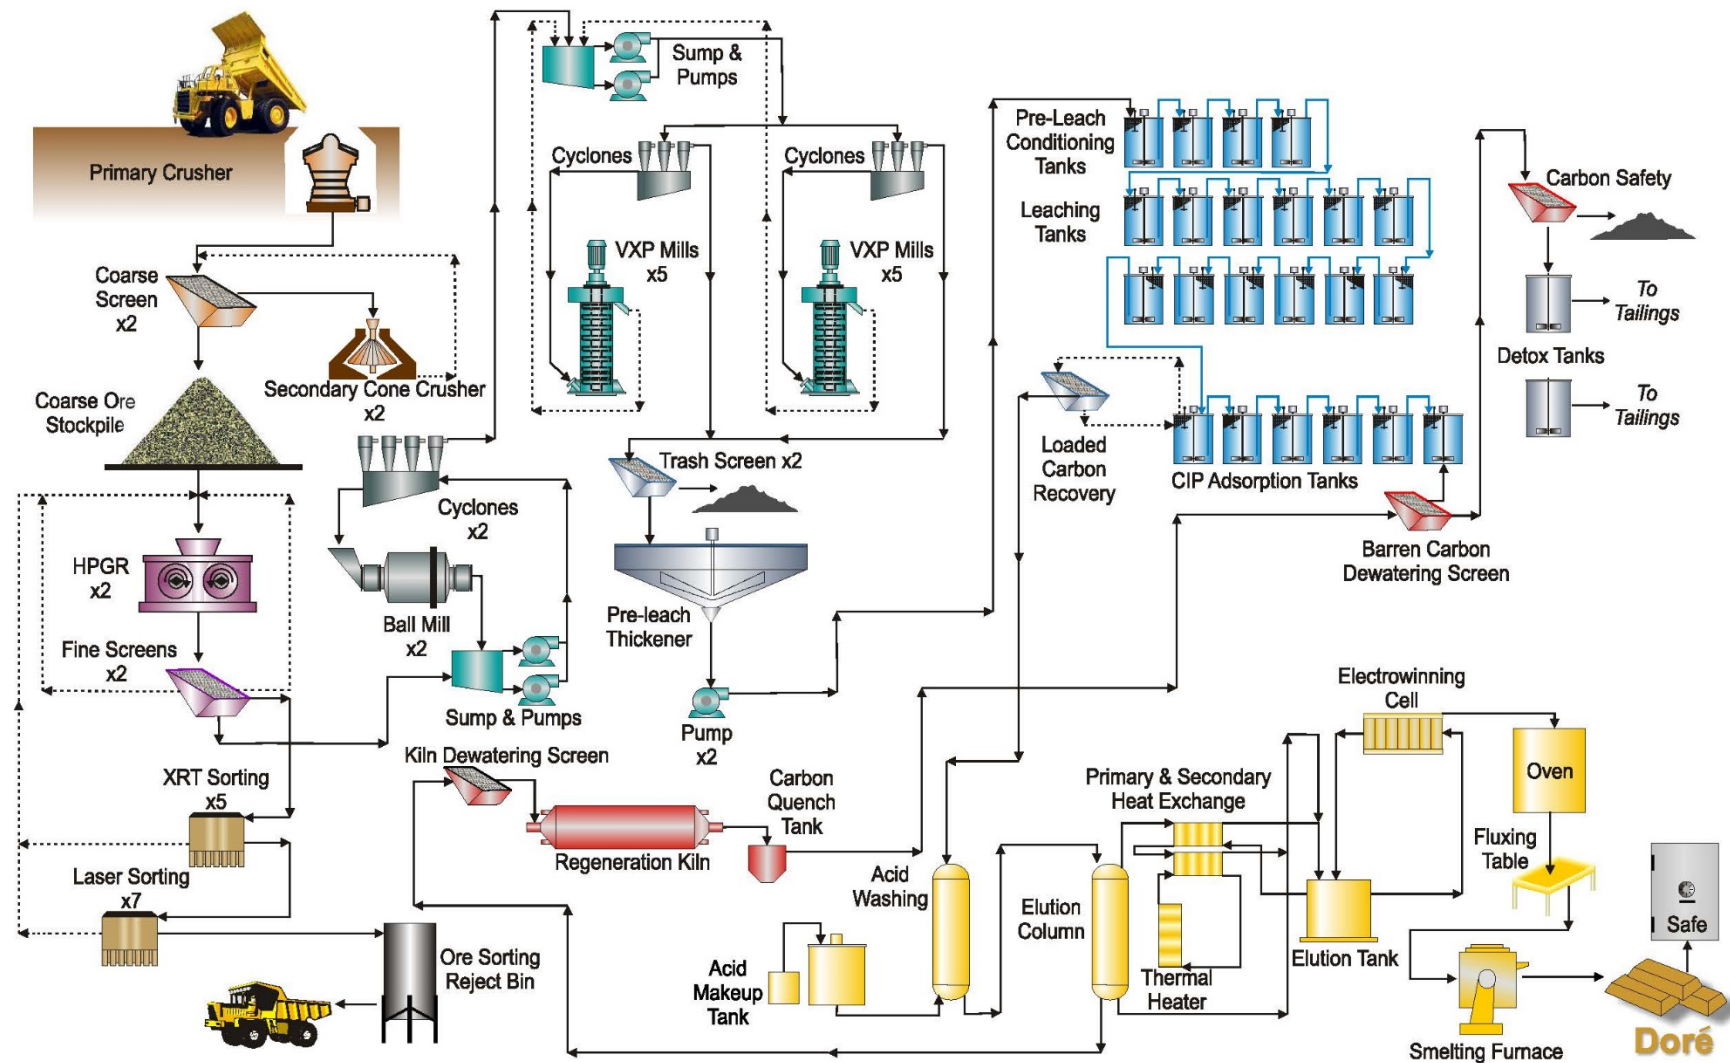 Primary Crusher
Coarse
Screen
x2
Secondary Cone Crusher
x2
Coarse Ore
Stockpile
HPGR
x2
Fine Screens
x2
XRT Sorting
x5
Laser Sorting
x7
Ore Sorting
Reject Bin
Cyclones
x2
Ball Mill
x2
Sump & Pumps
Sump &
Pumps
Cyclones
Cyclones
VXP Mills
x5
VXP Mills
x5
Trash Screen x2
Pre-leach
Thickener
Pump
x2
Pre-Leach
Conditioning
Tanks
Leaching
Tanks
Loaded
Carbon
Recovery
CIP Adsorption Tanks
Barren Carbon
Dewatering Screen
Carbon Safety
To
Tailings
Detox Tanks
To
Tailings
Kiln Dewatering Screen
Regeneration Kiln
Carbon
Quench
Tank
Acid
Washing
Acid
Makeup
Tank
Elution
Column
Primary & Secondary
Heat Exchange
Thermal
Heater
Elution Tank
Electrowinning
Cell
Oven
Fluxing
Table
Smelting Furnace
Safe
Doré